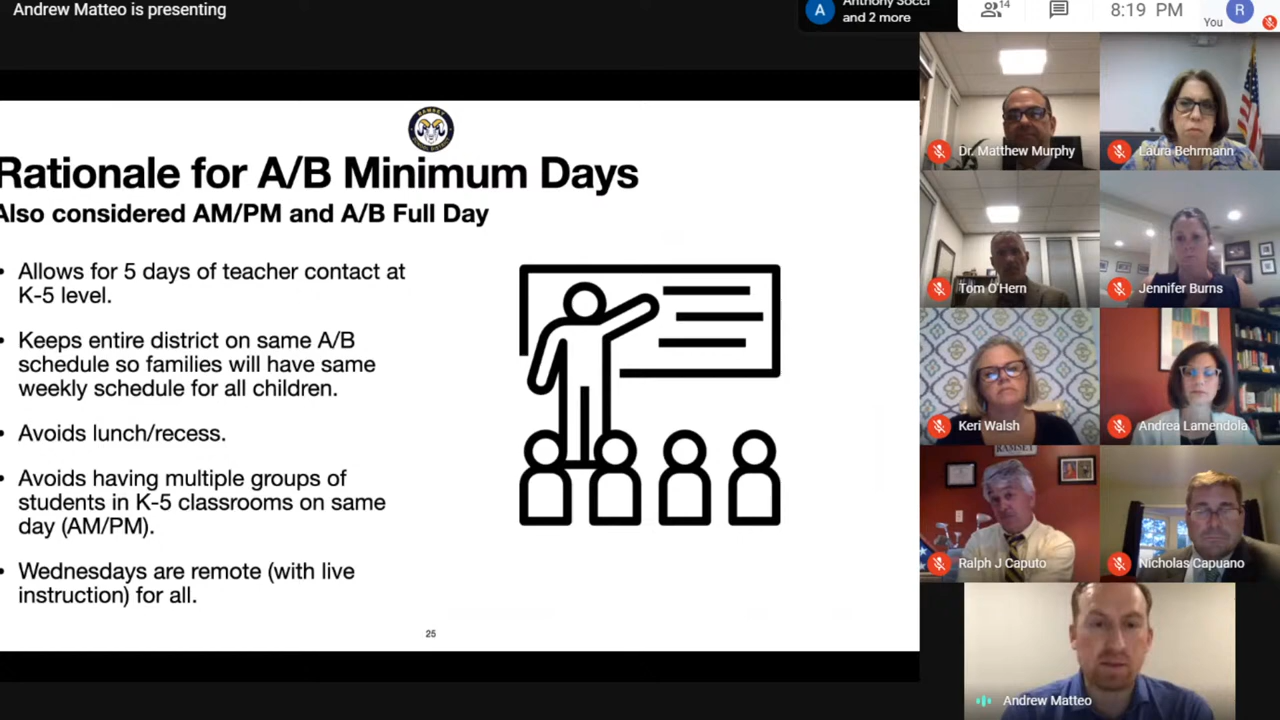 Andrew Matteo is presenting
A
Anthony Socci
and 2 more
14
8:19 PM
You
R
RAMSEY
Rationale for A/B Minimum Days
Also considered AM/PM and A/B Full Day
• Allows for 5 days of teacher contact at
K-5 level.
• Keeps entire district on same A/B
schedule so families will have same
weekly schedule for all children.
• Avoids lunch/recess.
• Avoids having multiple groups of
students in K-5 classrooms on same
day (AM/PM).
• Wednesdays are remote (with live
instruction) for all.
25
Dr. Matthew Murphy
Laura Behrmann
Tom O'Hern
Jennifer Burns
Keri Walsh
Andrea Lamendola
RAMSEY
Ralph J Caputo
Nicholas Capuano
Andrew Matteo